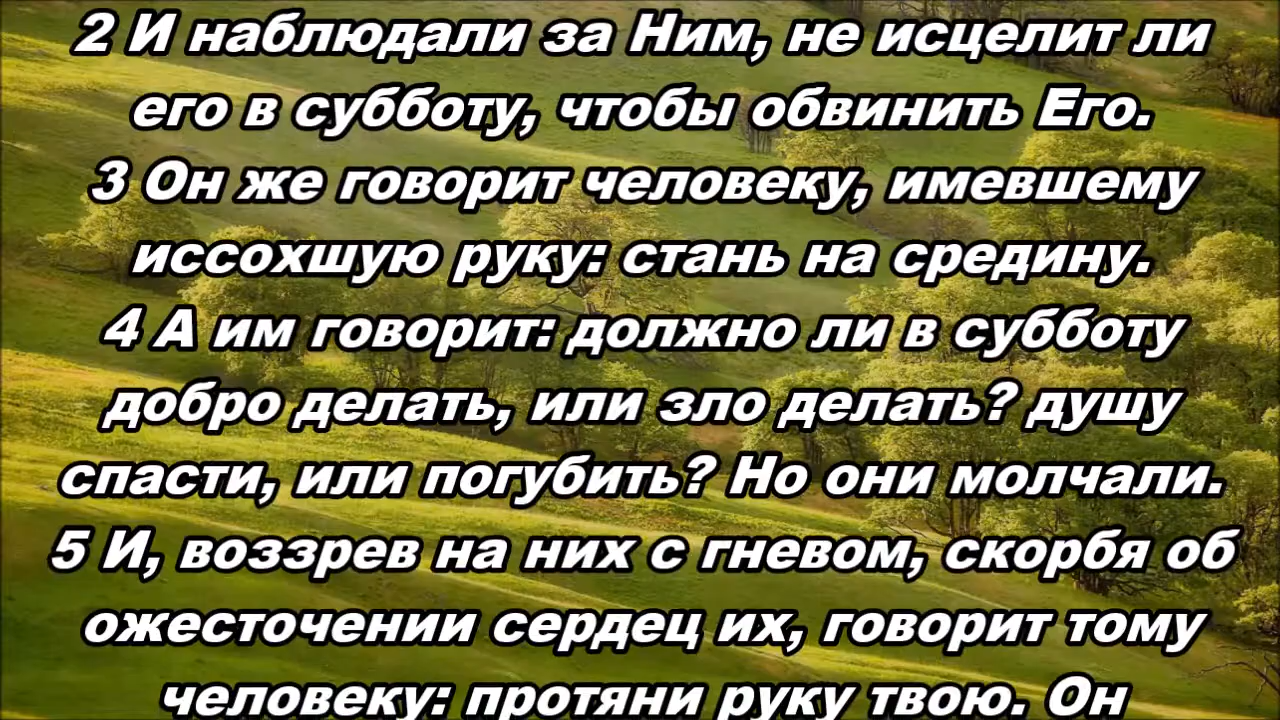 2 И наблюдали за Ним, не исцелит ли
его в субботу, чтобы обвинить Его.
3 Он же говорит человеку, имевшему
иссохшую руку: стань на средину.
4 А им говорит: должно ли в субботу
добро делать, или зло делать? душу
спасти, или погубить? Но они молчали.
5 И, воззрев на них с гневом, скорбя об
ожесточении сердец их, говорит тому
человеку: протяни руку твою. Он